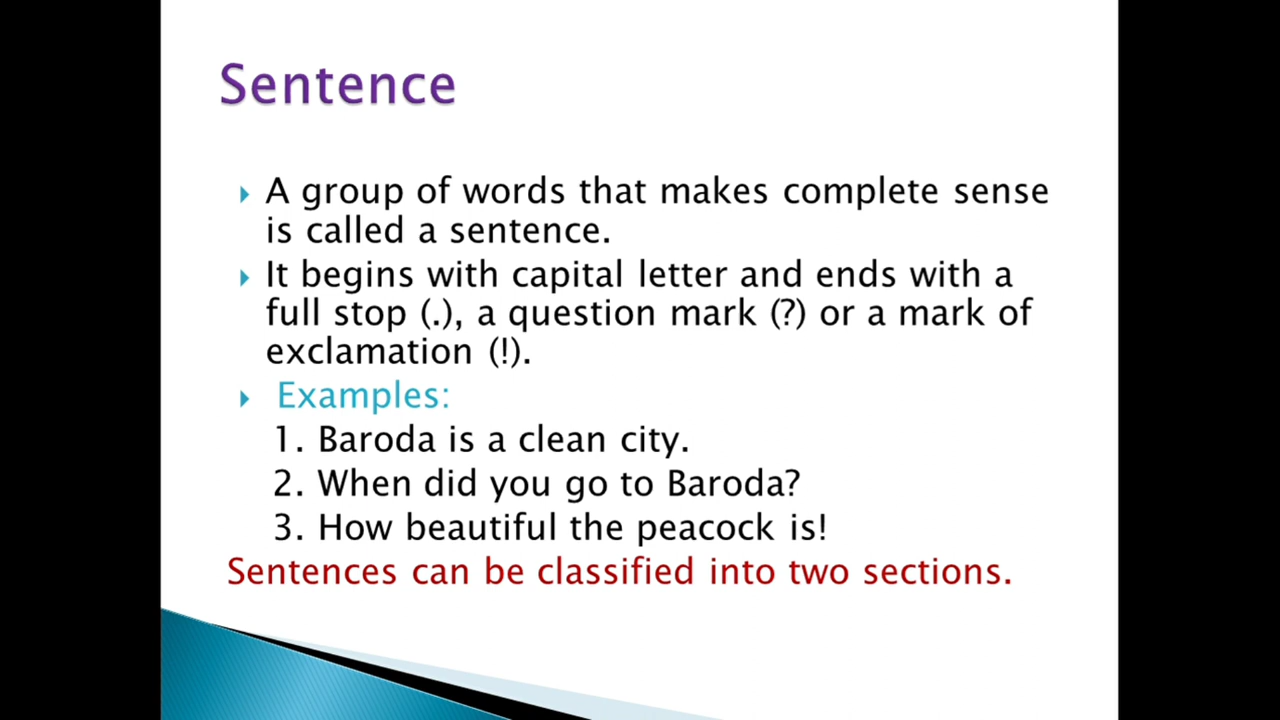 Sentence
A group of words that makes complete sense
is called a sentence.
It begins with capital letter and ends with a
full stop (.), a question mark (?) or a mark of
exclamation (!).
Examples:
1. Baroda is a clean city.
2. When did you go to Baroda?
3. How beautiful the peacock is!
Sentences can be classified into two sections.